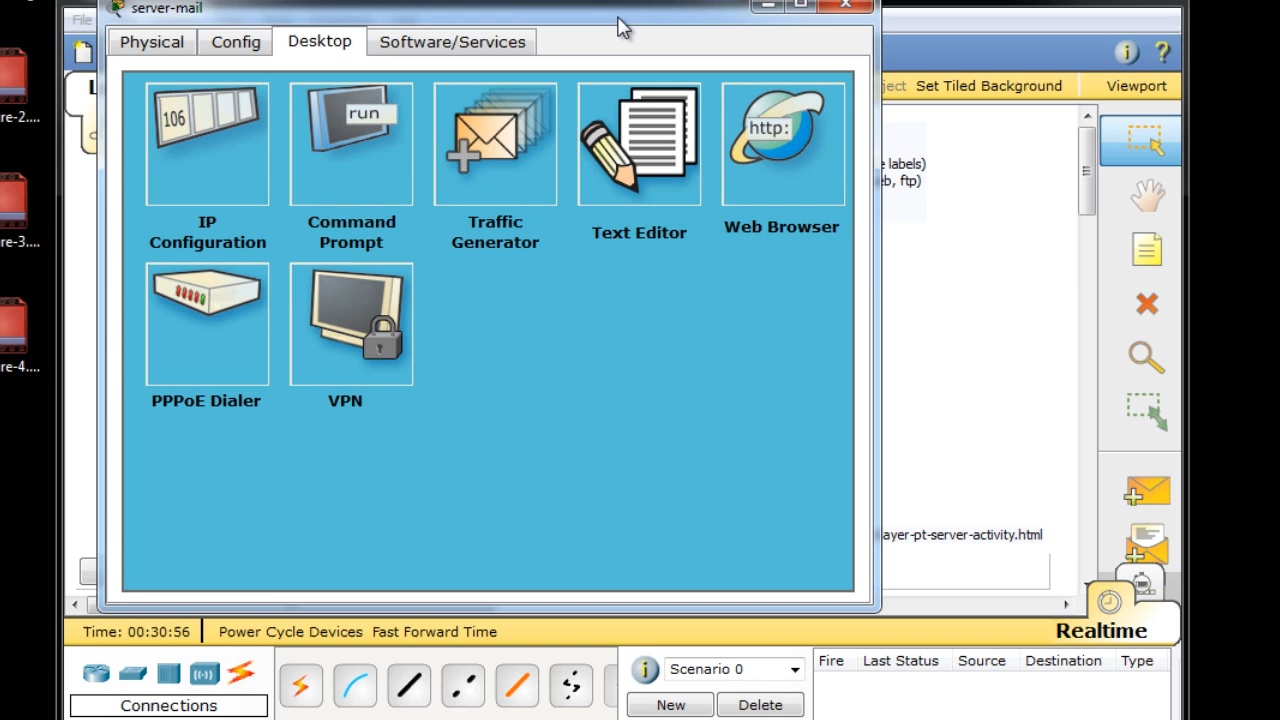 server-mail
File
Physical Config Desktop Software/Services
ject Set Tiled Background Viewport
L
106
run
http:
IP Configuration
Command Prompt
Traffic Generator
Text Editor
Web Browser
PPPoE Dialer
VPN
e labels)
b, ftp)
re-2....
re-3....
re-4....
ayer-pt-server-activity.html
Time: 00:30:56 Power Cycle Devices Fast Forward Time
Realtime
Connections
Scenario 0
New Delete
Fire Last Status Source Destination Type